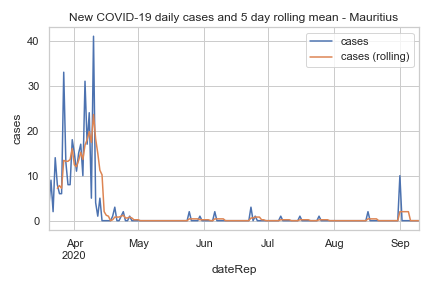 New COVID-19 daily cases and 5 day rolling mean - Mauritius
cases
cases (rolling)
40
30
20
10
0
cases
Apr
2020
May
Jun
Jul
Aug
Sep
dateRep